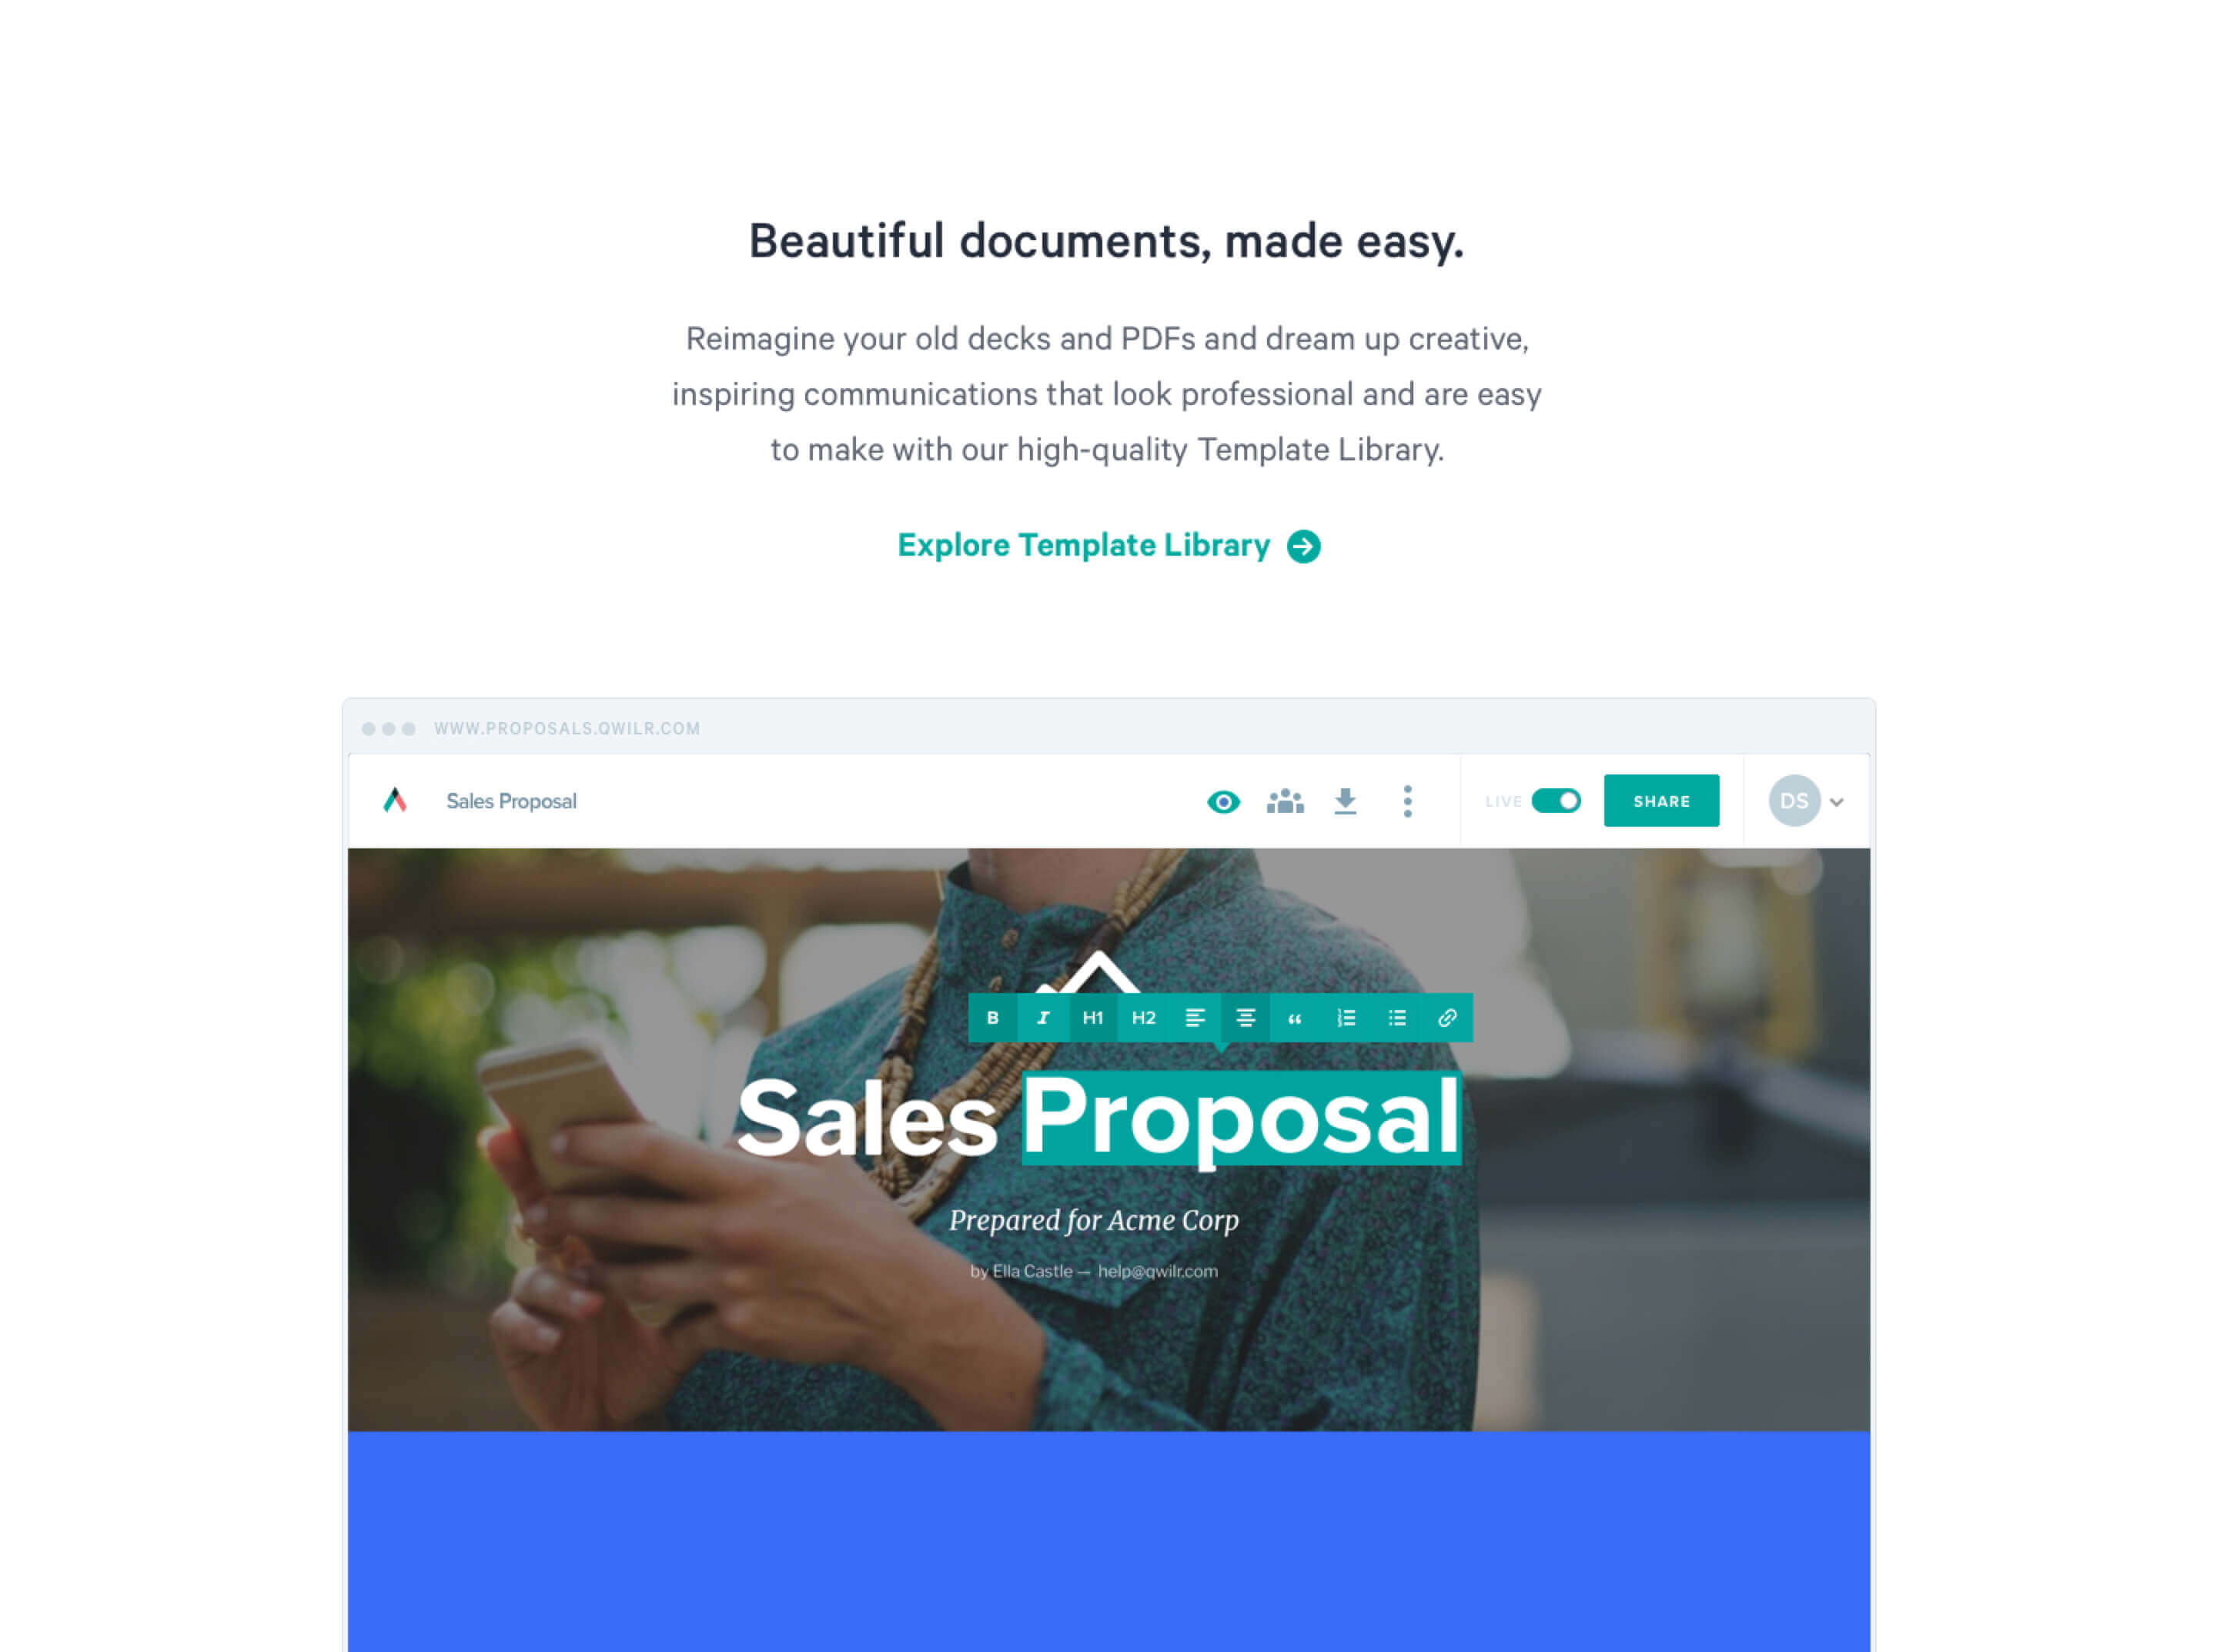 Beautiful documents, made easy.
Reimagine your old decks and PDFs and dream up creative,
inspiring communications that look professional and are easy
to make with our high-quality Template Library.
Explore Template Library
WWW.PROPOSALS.QWILR.COM
Sales Proposal
LIVE
SHARE
DS
B I H1 H2 “
Sales Proposal
Prepared for Acme Corp
by Ella Castle — help@qwilr.com